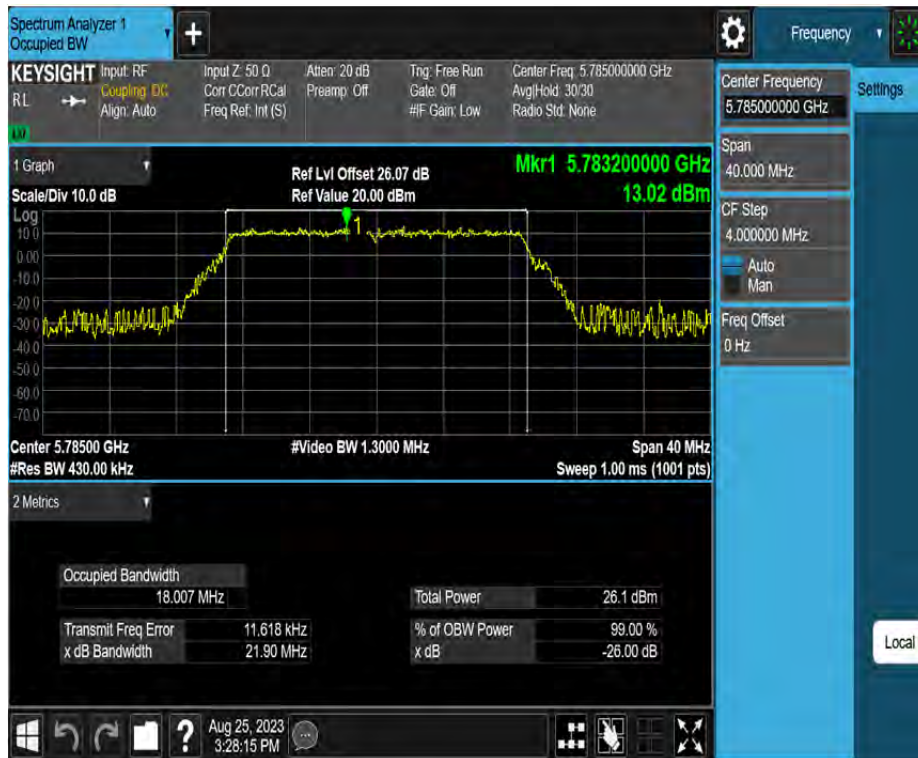 Spectrum Analyzer 1
Occupied BW
Frequency
KEYSIGHT
RL
Input: RF
Coupling: DC
Align: Auto
Input Z: 50 Ω
Corr CCorr RCal
Freq Ref: Int (S)
Atten: 20 dB
Preamp: Off
Trig: Free Run
Gate: Off
#IF Gain: Low
Center Freq: 5.785000000 GHz
Avg|Hold: 30/30
Radio Std: None
Center Frequency
5.785000000 GHz
Settings
Span
40.000 MHz
CF Step
4.000000 MHz
Auto
Man
Freq Offset
0 Hz
1 Graph
Scale/Div 10.0 dB
Ref Lvl Offset 26.07 dB
Ref Value 20.00 dBm
Mkr1 5.783200000 GHz
13.02 dBm
Log
10.0
0.00
-10.0
-20.0
-30.0
-40.0
-50.0
-60.0
-70.0
1
Center 5.78500 GHz
#Video BW 1.3000 MHz
Span 40 MHz
#Res BW 430.00 kHz
Sweep 1.00 ms (1001 pts)
2 Metrics
Occupied Bandwidth
18.007 MHz
Total Power 26.1 dBm
Transmit Freq Error 11.618 kHz
% of OBW Power 99.00 %
x dB Bandwidth 21.90 MHz
x dB -26.00 dB
Local
?
Aug 25, 2023
3:28:15 PM